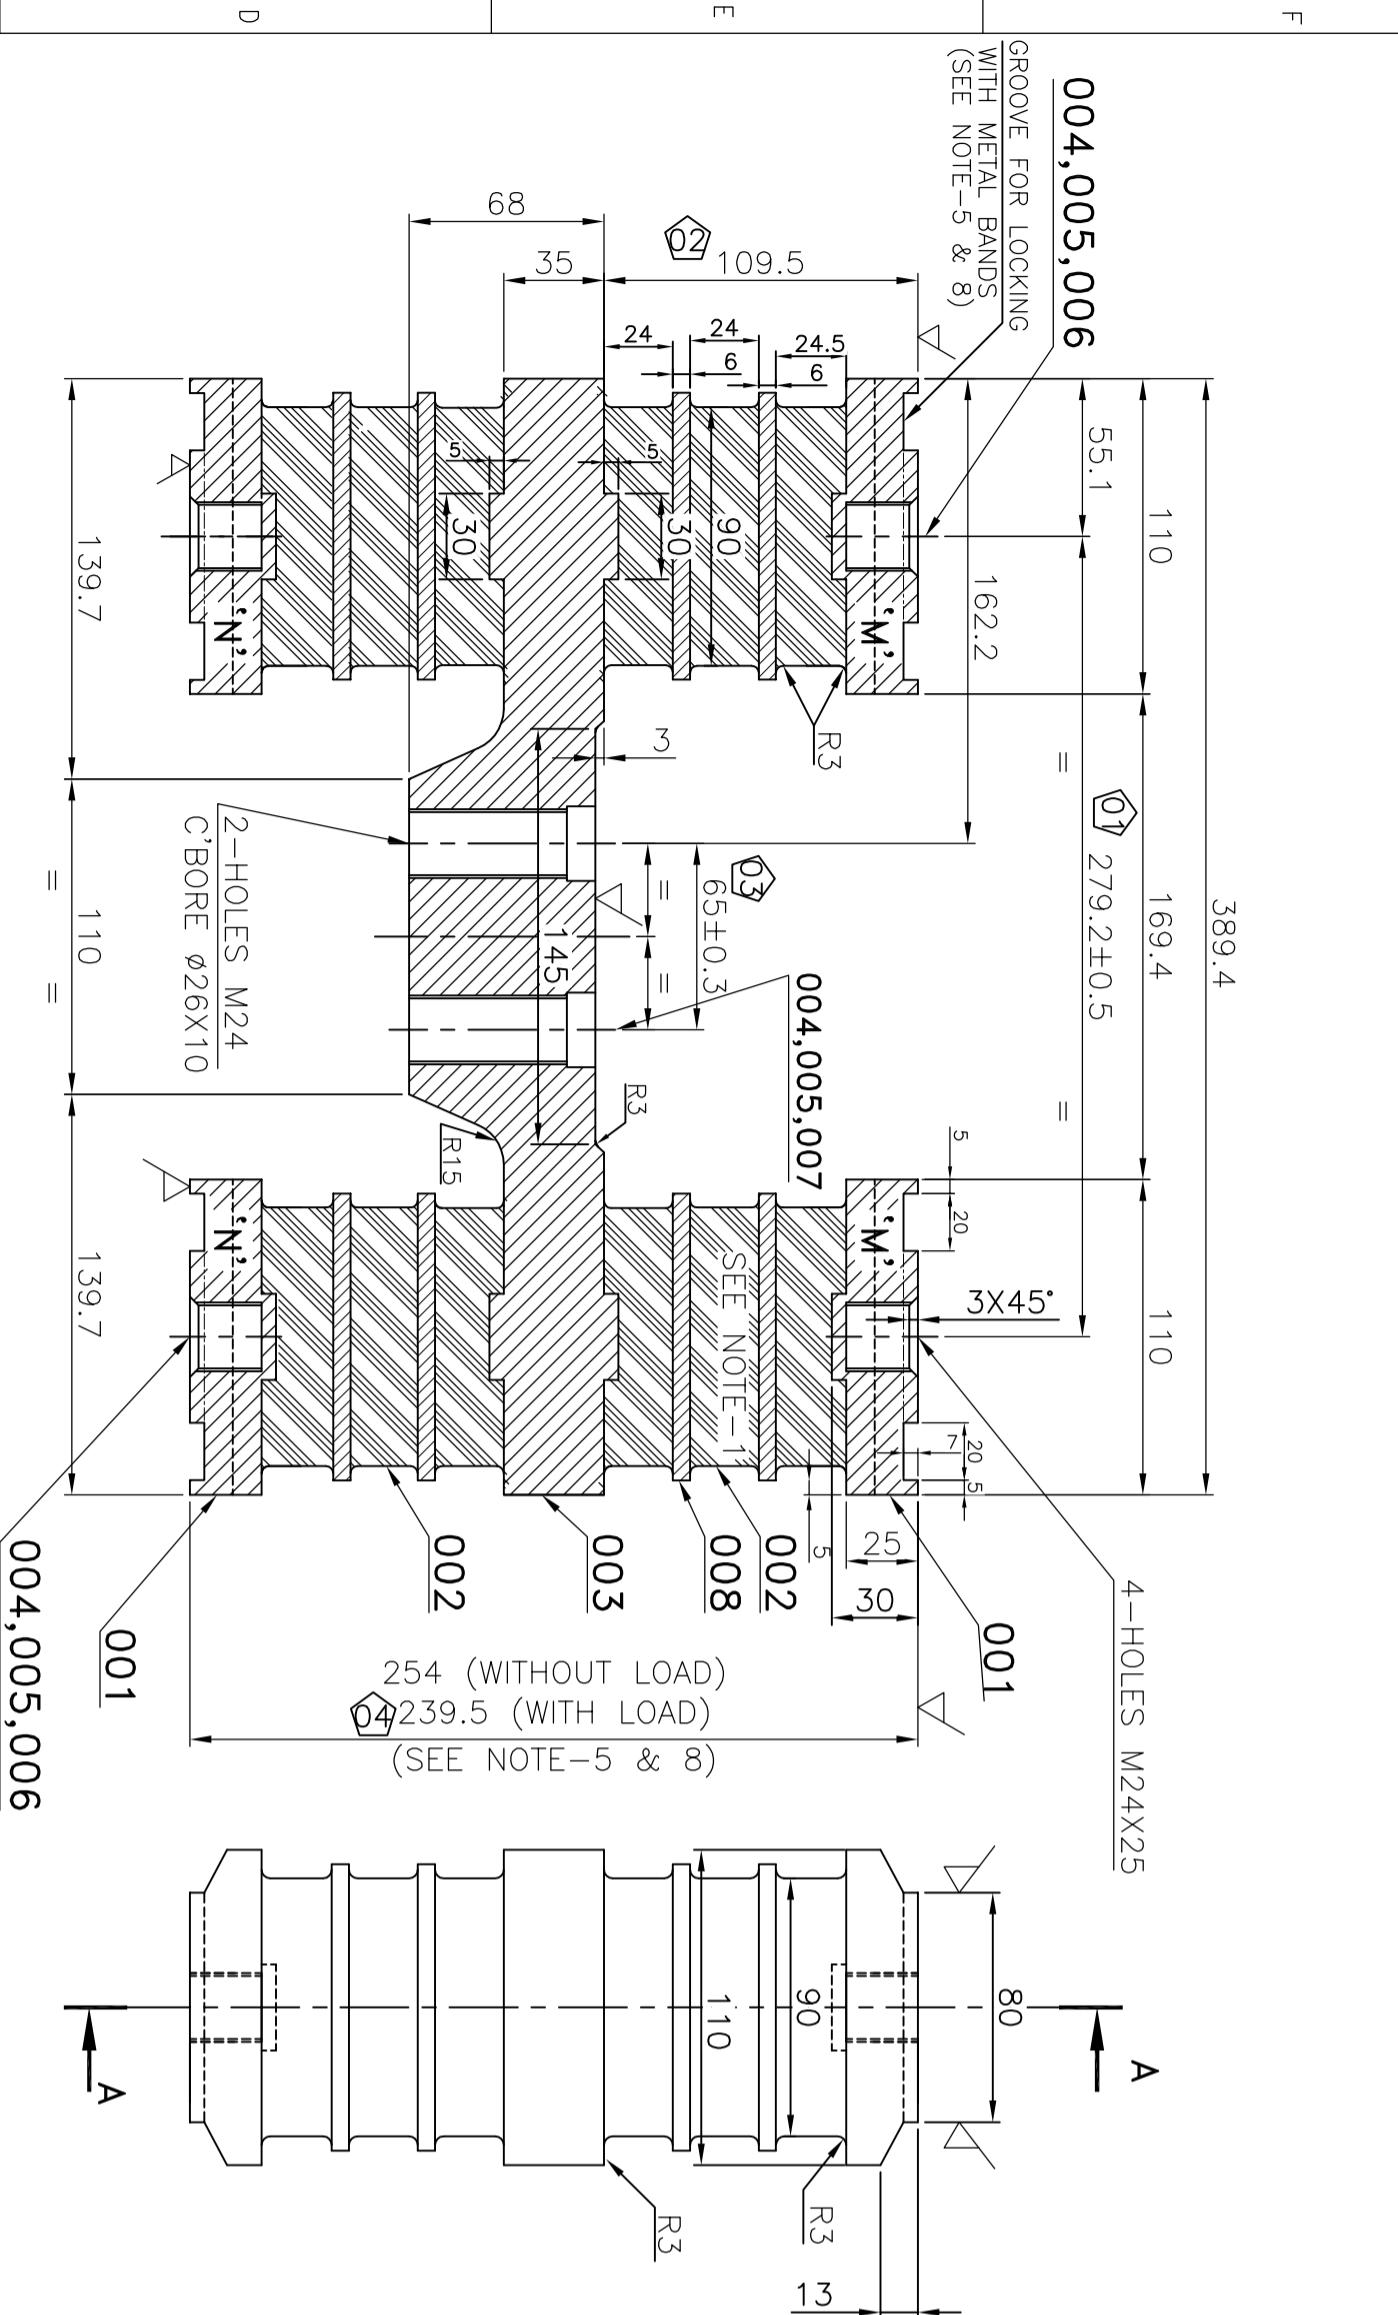 D
E
F
GROOVE FOR LOCKING
WITH METAL BANDS
(SEE NOTE-5 & 8)
004,005,006
389.4
110
169.4
110
55.1
01 279.2±0.5
=
=
162.2
68
35
02 109.5
24
6
24
6
24.5
5
5
30
30
90
'M'
'N'
R3
3
03
65±0.3
=
=
145
004,005,007
R3
R15
2-HOLES M24
C'BORE Ø26X10
139.7
110
139.7
=
=
5
20
3X45°
'M'
'N'
SEE NOTE-1
7
20
5
5
25
30
4-HOLES M24X25
001
002
008
003
002
001
004,005,006
254 (WITHOUT LOAD)
04 239.5 (WITH LOAD)
(SEE NOTE-5 & 8)
80
90
110
R3
R3
13
A
A